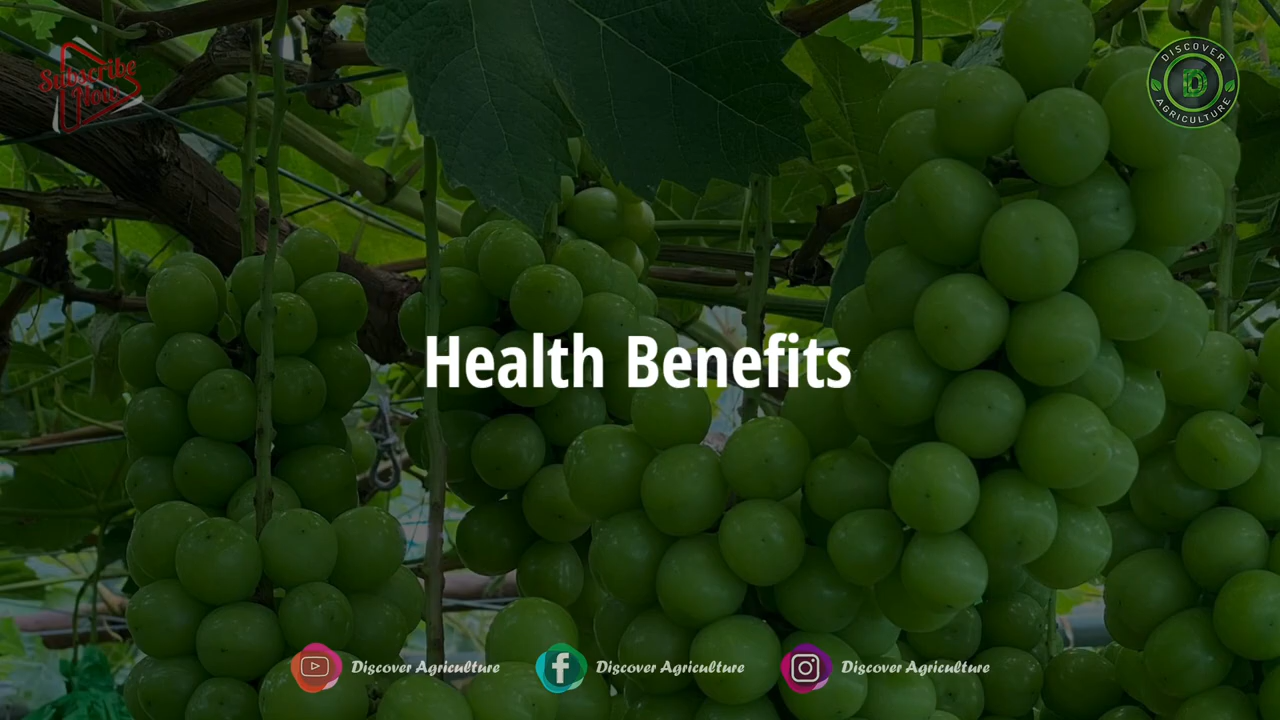 Subscribe
Now
DISCOVER
D
AGRICULTURE
Health Benefits
Discover Agriculture
Discover Agriculture
Discover Agriculture